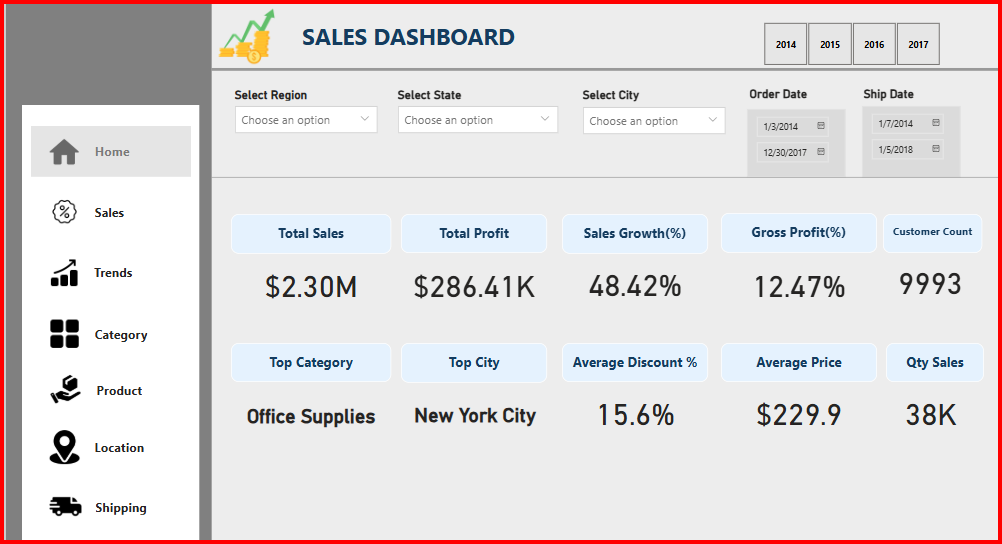 SALES DASHBOARD
2014 2015 2016 2017
Select Region Select State Select City Order Date Ship Date
Choose an option Choose an option Choose an option 1/3/2014 1/7/2014
12/30/2017 1/5/2018
Home
Sales
Trends
Category
Product
Location
Shipping
Total Sales Total Profit Sales Growth(%) Gross Profit(%) Customer Count
$2.30M $286.41K 48.42% 12.47% 9993
Top Category Top City Average Discount % Average Price Qty Sales
Office Supplies New York City 15.6% $229.9 38K